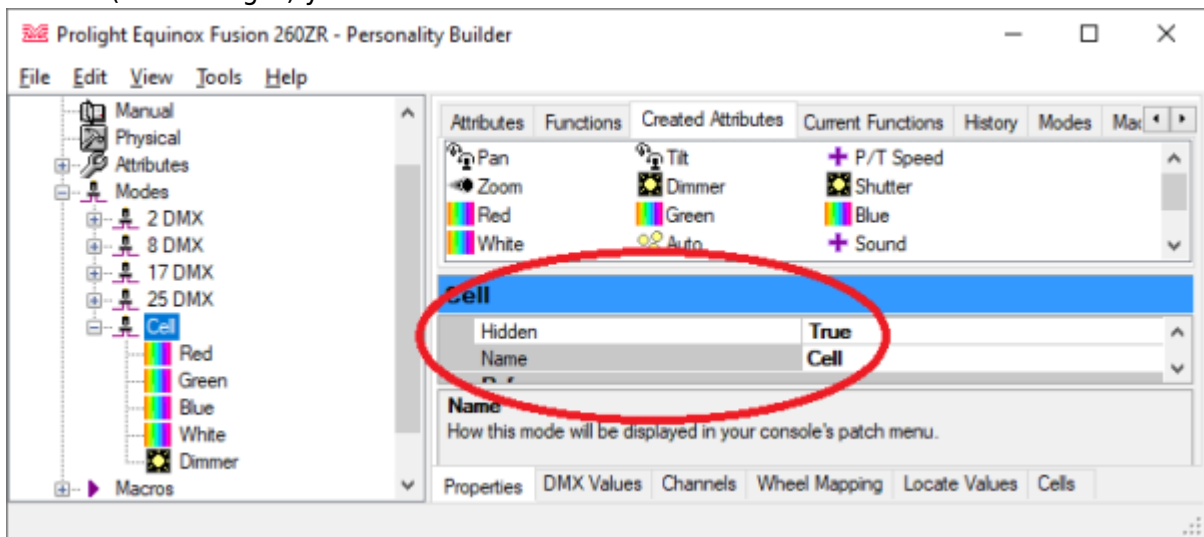 Prolight Equinox Fusion 260ZR - Personality Builder
File Edit View Tools Help
Manual
Physical
Attributes
Modes
2 DMX
8 DMX
17 DMX
25 DMX
Cell
Red
Green
Blue
White
Dimmer
Macros
Attributes Functions Created Attributes Current Functions History Modes
Pan Tilt P/T Speed
Zoom Dimmer Shutter
Red Green Blue
White Auto Sound
Cell
Hidden True
Name Cell
Name
How this mode will be displayed in your console's patch menu.
Properties DMX Values Channels Wheel Mapping Locate Values Cells